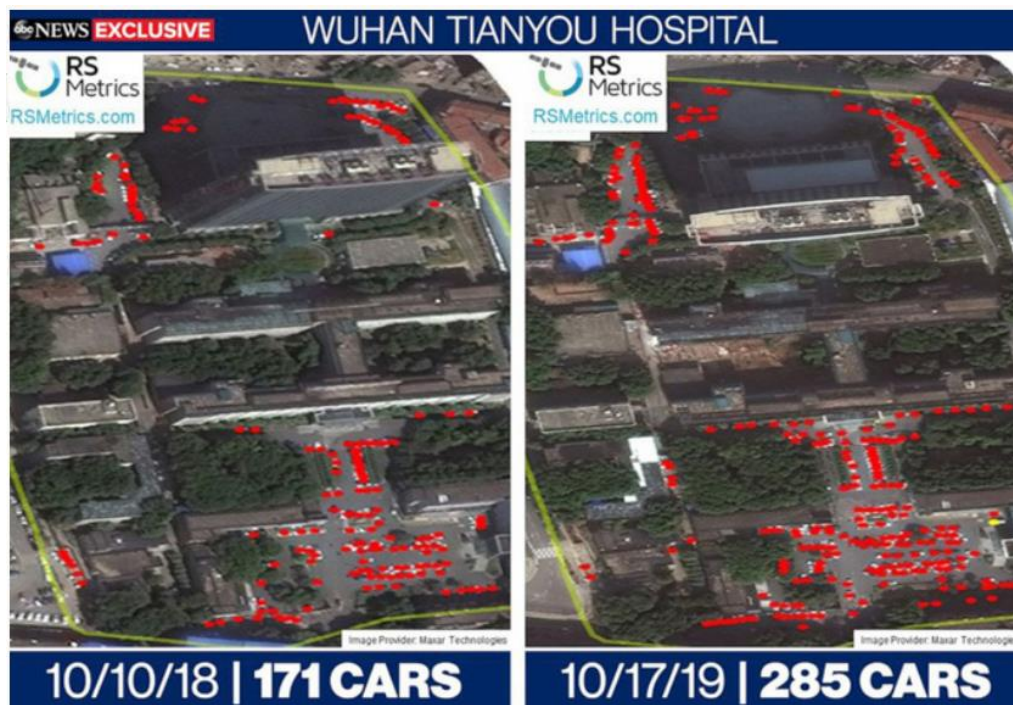 abc NEWS EXCLUSIVE WUHAN TIANYOU HOSPITAL
RS Metrics
RSMetrics.com
RS Metrics
RSMetrics.com
Image Provider: Maxar Technologies
Image Provider: Maxar Technologies
10/10/18 | 171 CARS
10/17/19 | 285 CARS